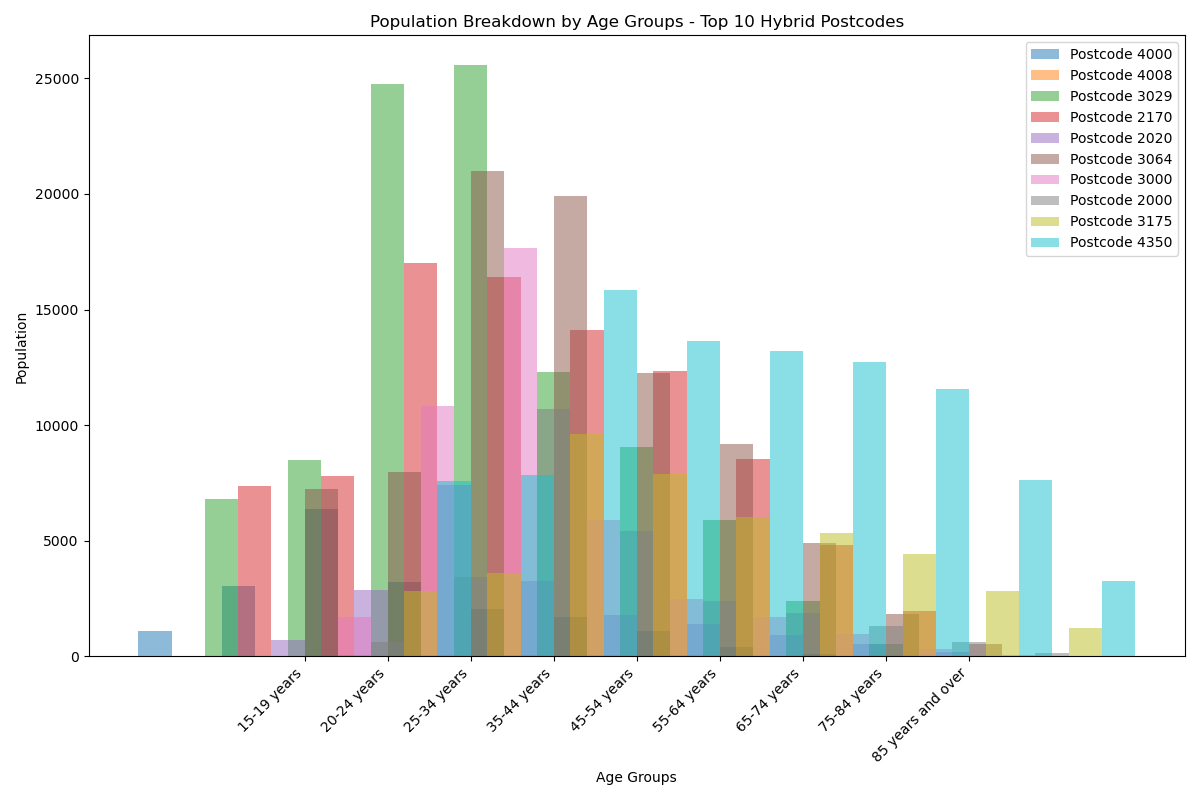 Population Breakdown by Age Groups - Top 10 Hybrid Postcodes
Postcode 4000
Postcode 4008
Postcode 3029
Postcode 2170
Postcode 2020
Postcode 3064
Postcode 3000
Postcode 2000
Postcode 3175
Postcode 4350
Population
25000
20000
15000
10000
5000
0
15-19 years
20-24 years
25-34 years
35-44 years
45-54 years
55-64 years
65-74 years
75-84 years
85 years and over
Age Groups